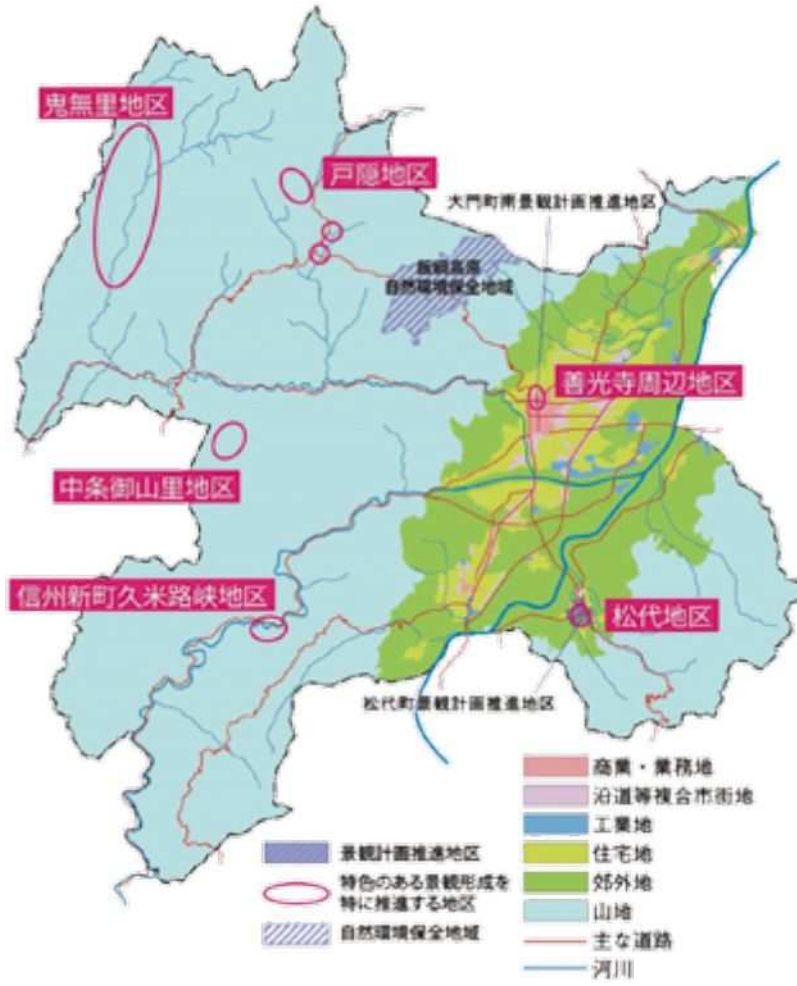 鬼無里地区
戸隠地区
大門町南景観計画推進地区
飯綱高原
自然環境保全地域
善光寺周辺地区
中条御山里地区
信州新町久米路峡地区
松代地区
松代町景観計画推進地区
商業・業務地
沿道等複合市街地
工業地
住宅地
郊外地
山地
主な道路
河川
景観計画推進地区
特色のある景観形成を
特に推進する地区
自然環境保全地域